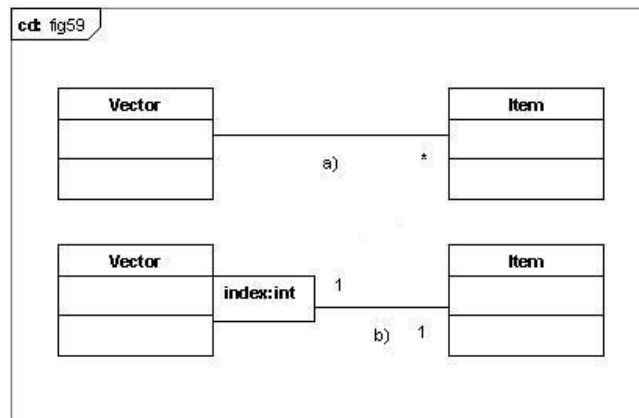 cd: fig59
Vector
Item
a)
*
Vector
Item
index:int
1
b)
1